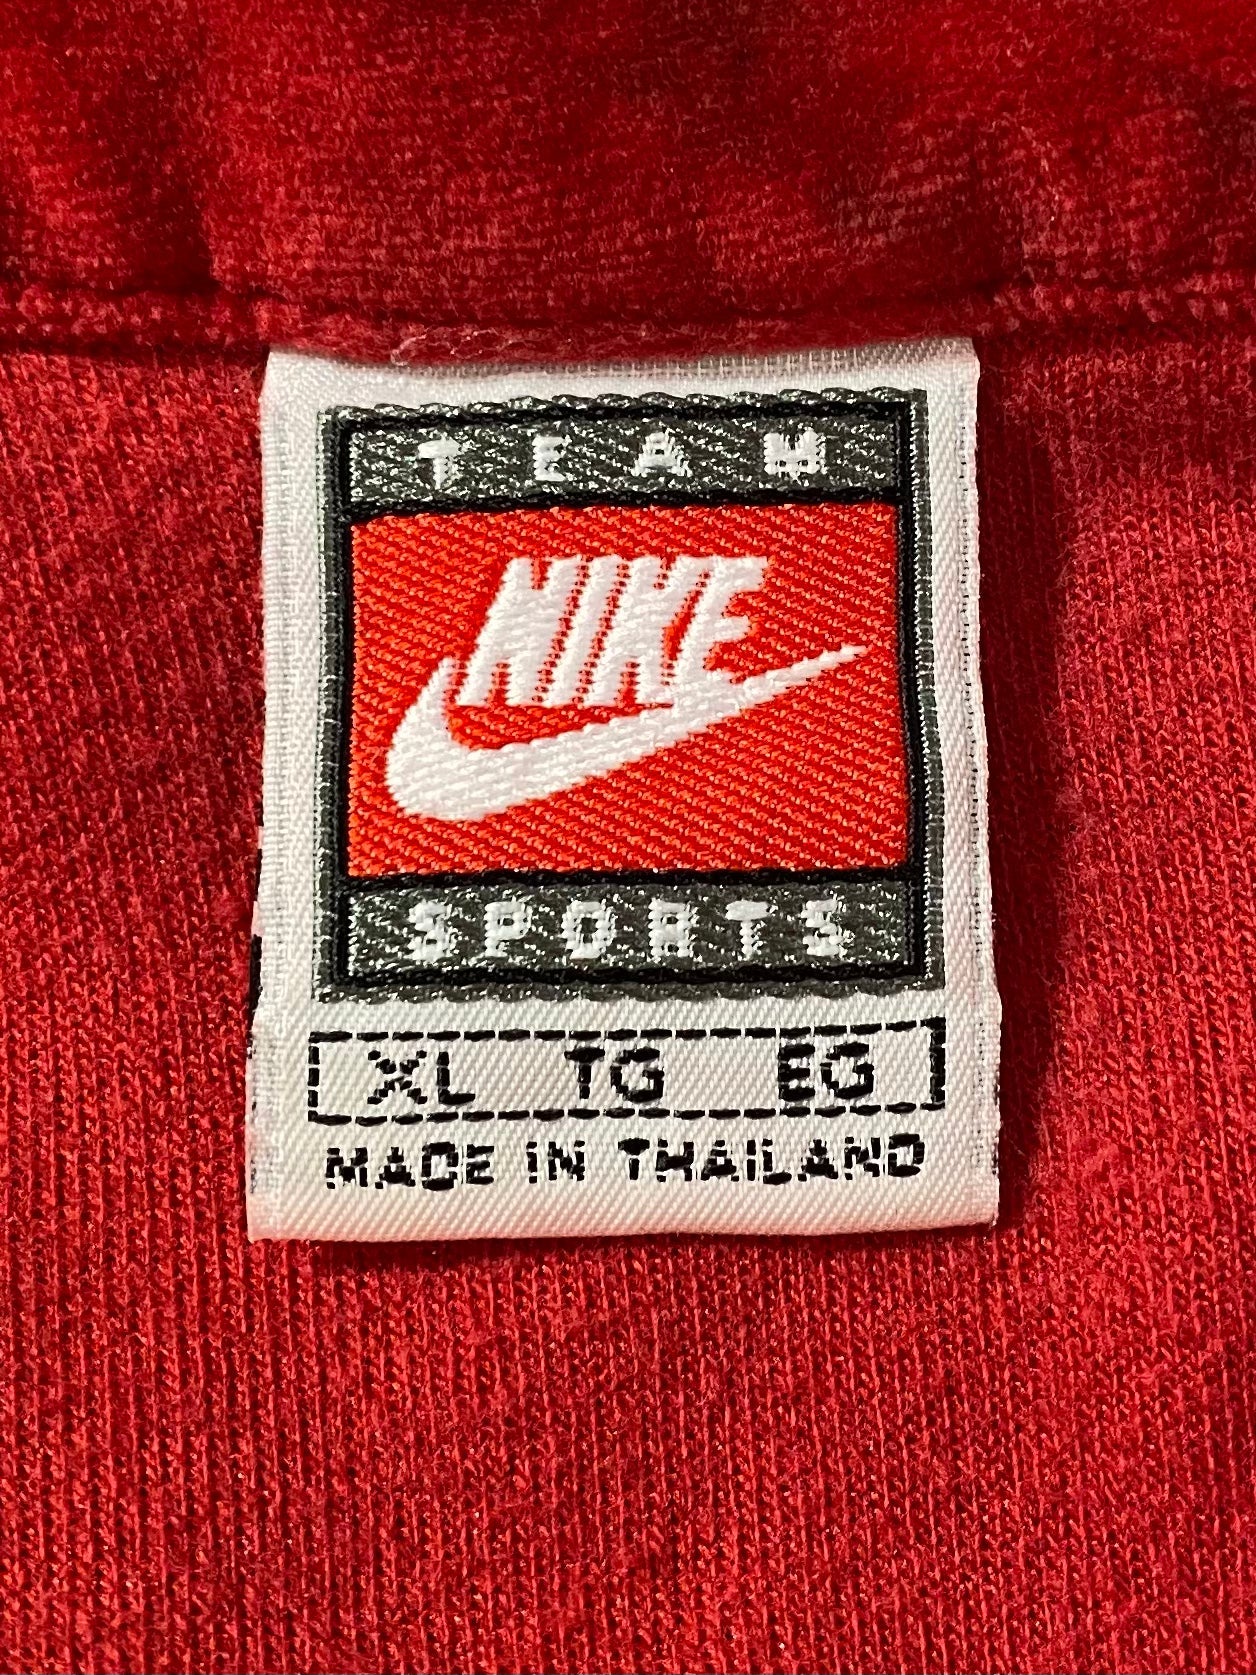 TEAM
NIKE
SPORTS
XL TG EG
MADE IN THAILAND